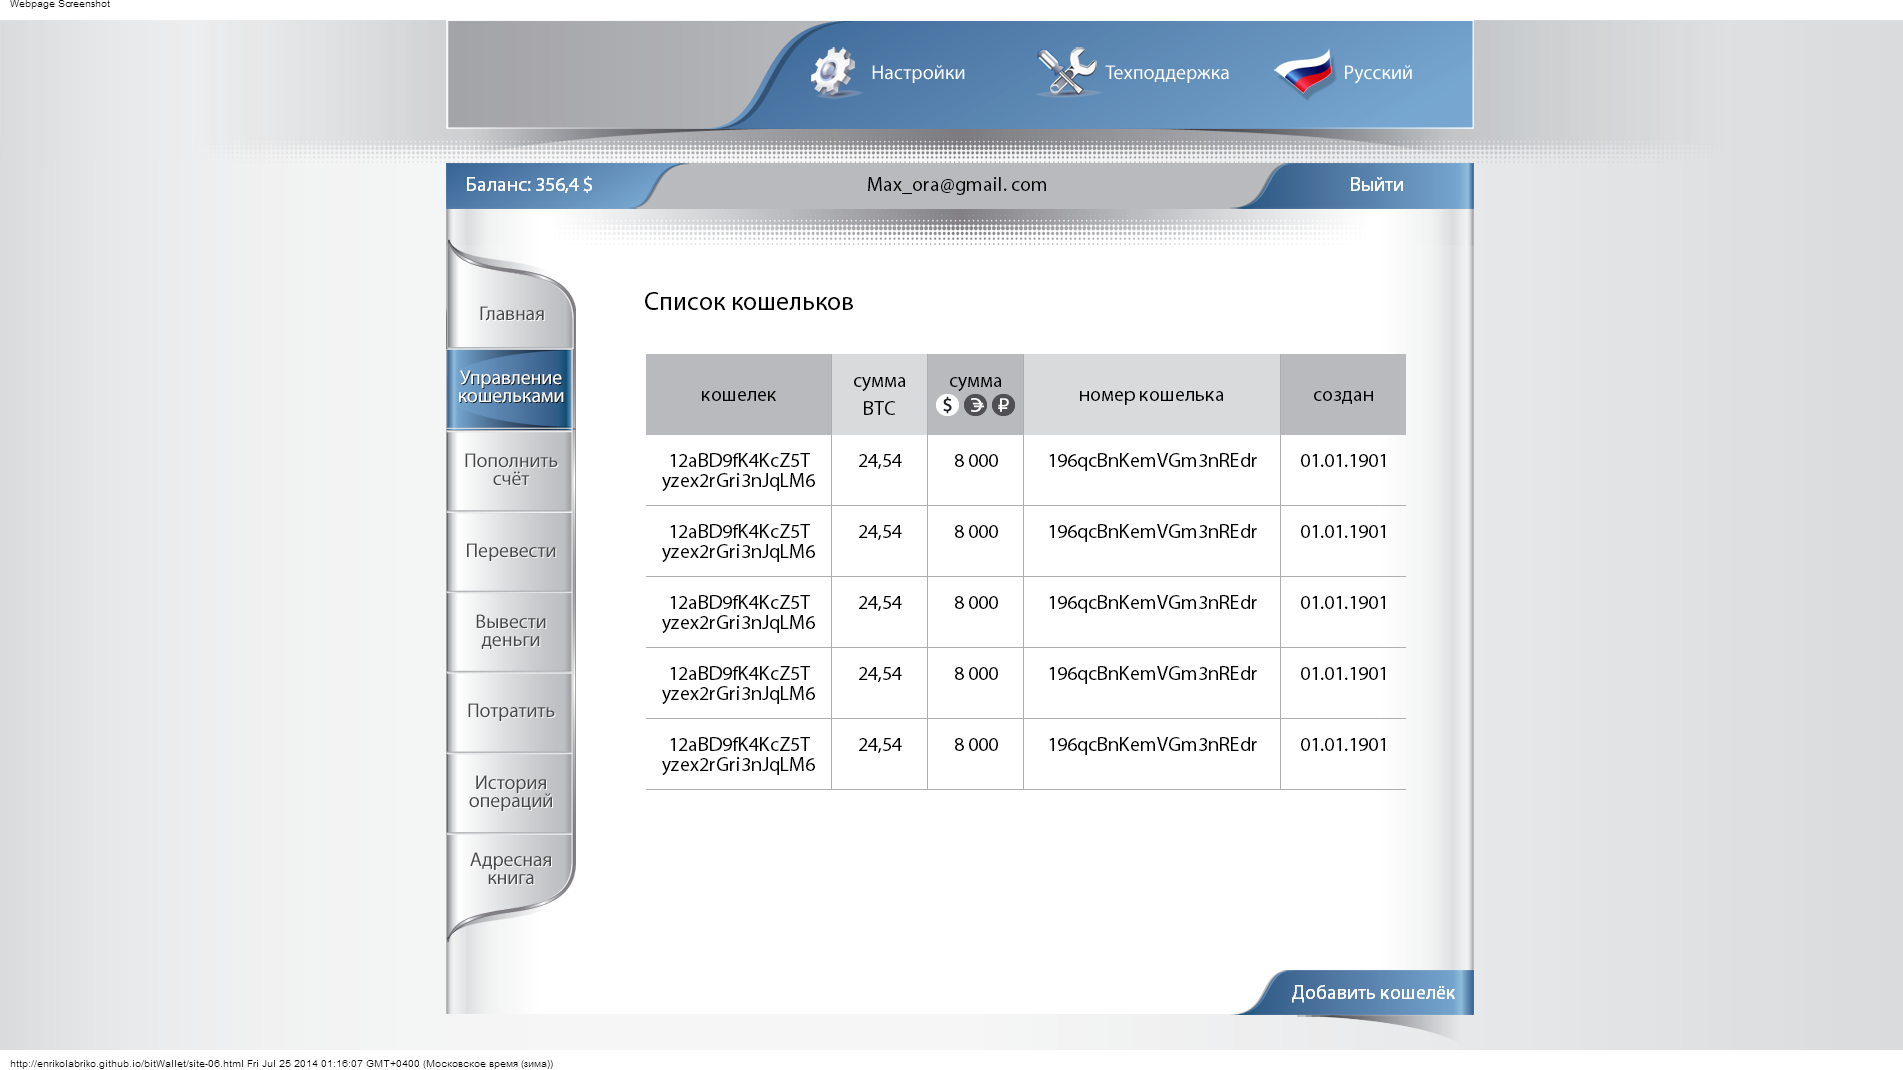 Webpage Screenshot
Настройки
Техподдержка
Русский
Баланс: 356,4 $
Max_ora@gmail. com
Выйти
Главная
Управление
кошельками
Пополнить
счёт
Перевести
Вывести
деньги
Потратить
История
операций
Адресная
книга
Список кошельков
кошелек
сумма
BTC
сумма
$ Э ₽
номер кошелька
создан
12aBD9fK4KcZ5T
yzex2rGri3nJqLM6
24,54
8 000
196qcBnKemVGm3nREdr
01.01.1901
12aBD9fK4KcZ5T
yzex2rGri3nJqLM6
24,54
8 000
196qcBnKemVGm3nREdr
01.01.1901
12aBD9fK4KcZ5T
yzex2rGri3nJqLM6
24,54
8 000
196qcBnKemVGm3nREdr
01.01.1901
12aBD9fK4KcZ5T
yzex2rGri3nJqLM6
24,54
8 000
196qcBnKemVGm3nREdr
01.01.1901
12aBD9fK4KcZ5T
yzex2rGri3nJqLM6
24,54
8 000
196qcBnKemVGm3nREdr
01.01.1901
Добавить кошелёк
http://enrikolabriko.github.io/bitWallet/site-06.html Fri Jul 25 2014 01:16:07 GMT+0400 (Московское время (зима))